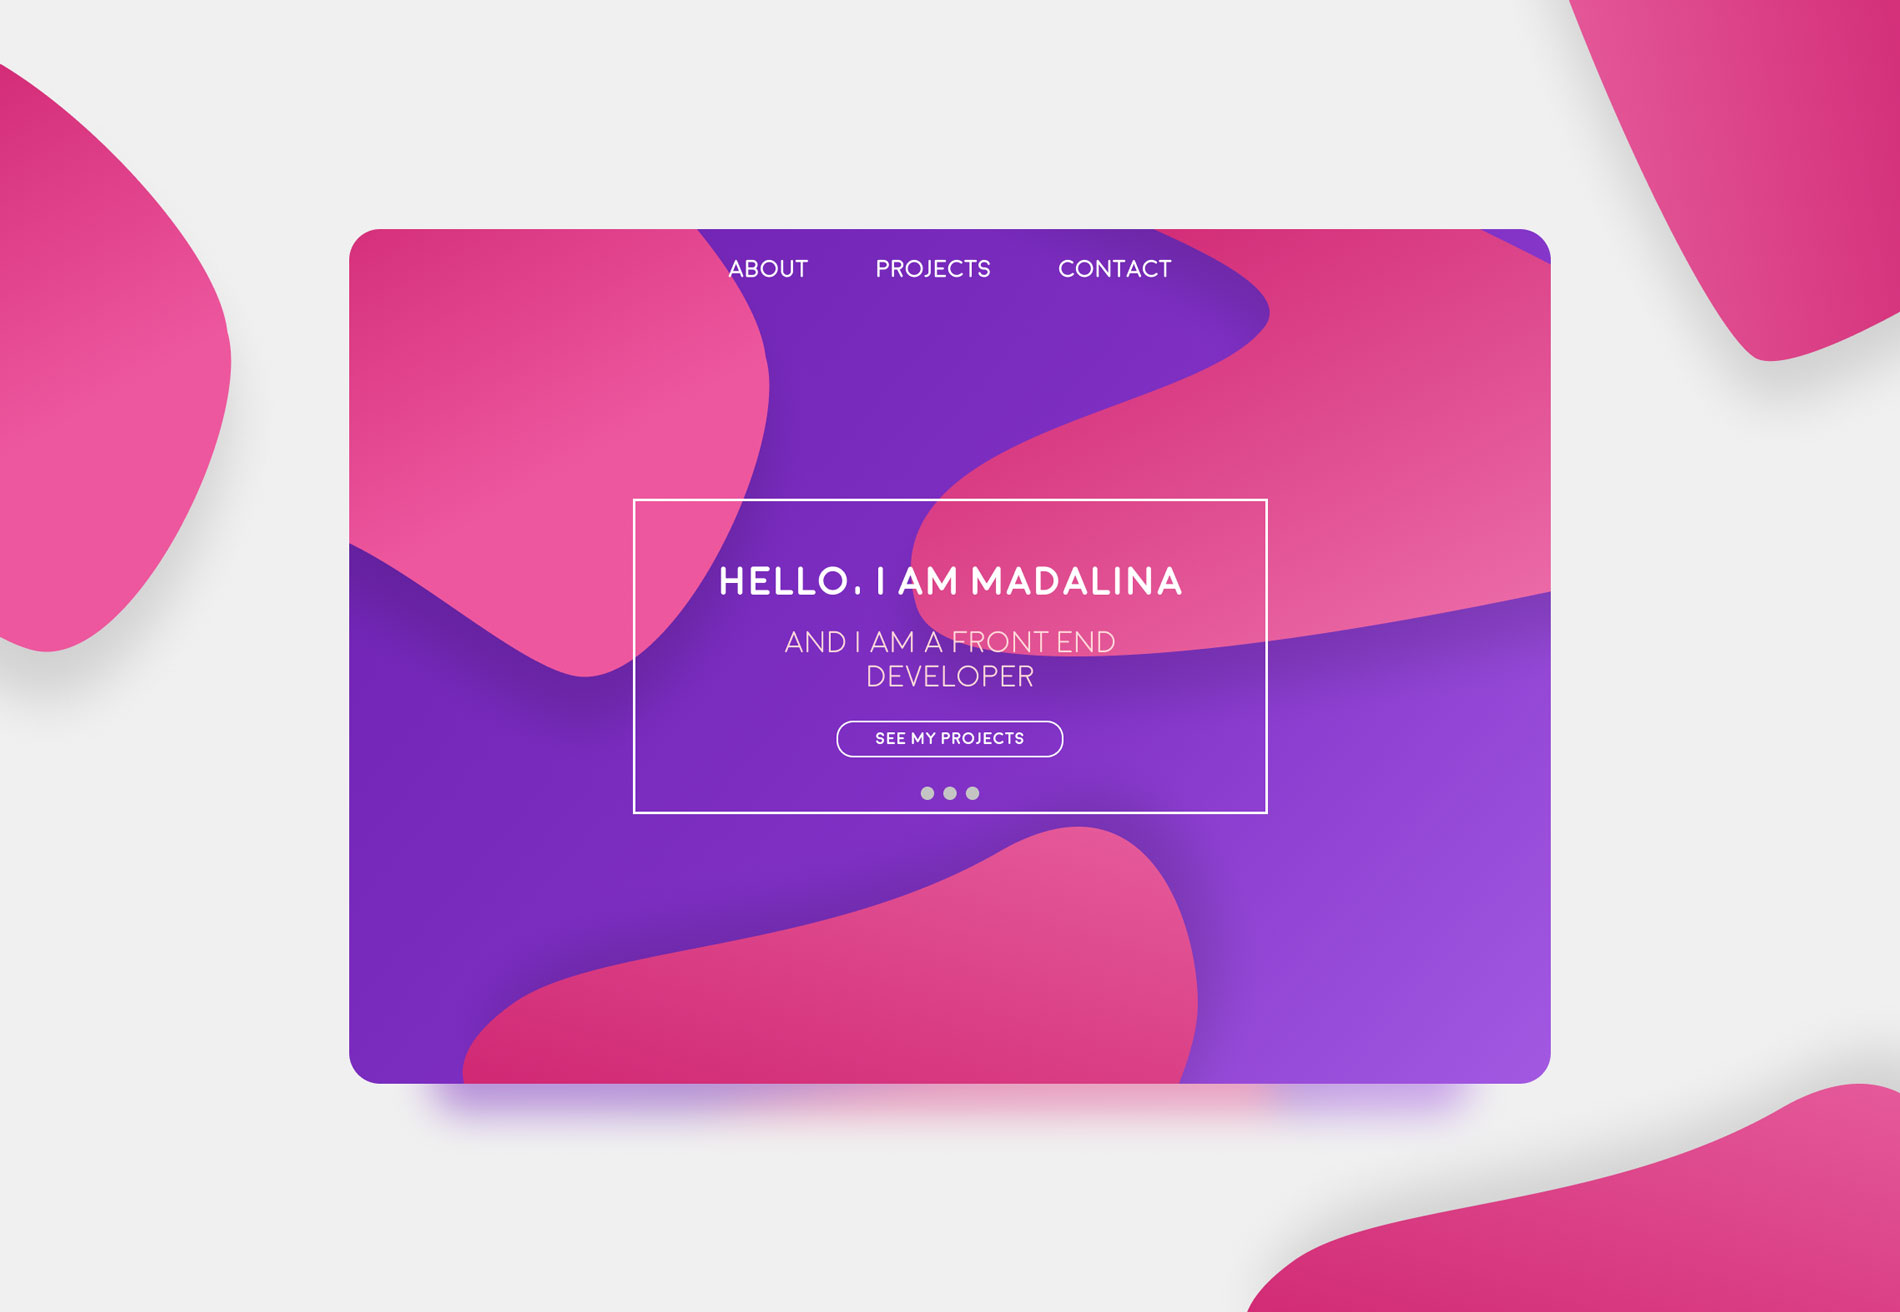 ABOUT PROJECTS CONTACT
HELLO. I AM MADALINA
AND I AM A FRONT END
DEVELOPER
SEE MY PROJECTS